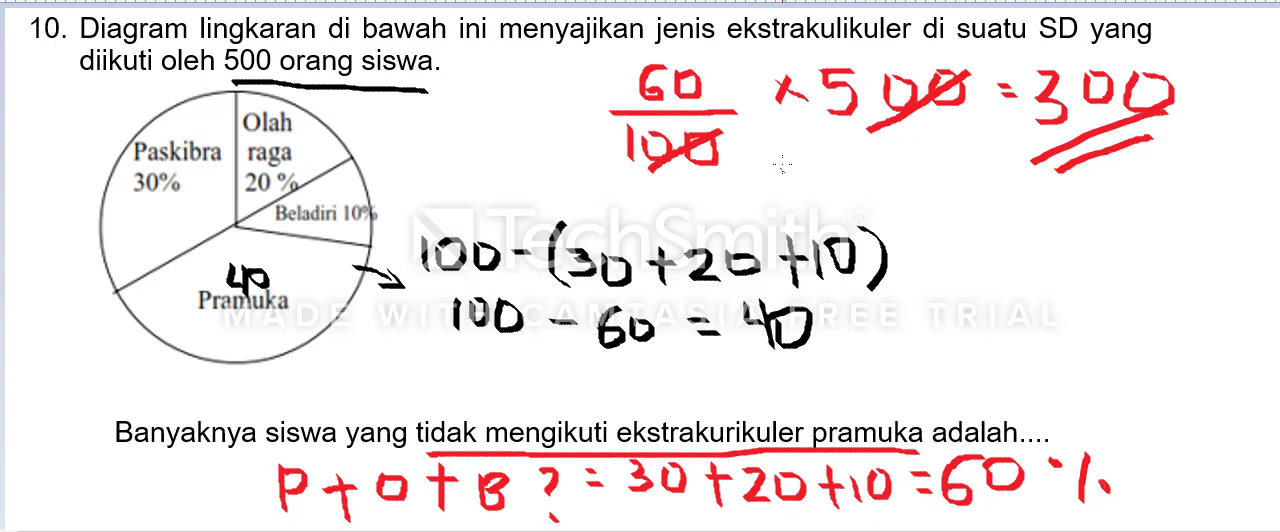 10. Diagram lingkaran di bawah ini menyajikan jenis ekstrakulikuler di suatu SD yang
diikuti oleh 500 orang siswa.
60
100
× 500 = 300
Olah
raga
20 %
Paskibra
30%
Beladiri 10%
40
Pramuka
100 - (30 + 20 + 10)
100 - 60 = 40
TechSmith®
MADE WITH CAMTASIA FREE TRIAL
Banyaknya siswa yang tidak mengikuti ekstrakurikuler pramuka adalah....
P + O + B ? = 30 + 20 + 10 = 60 %